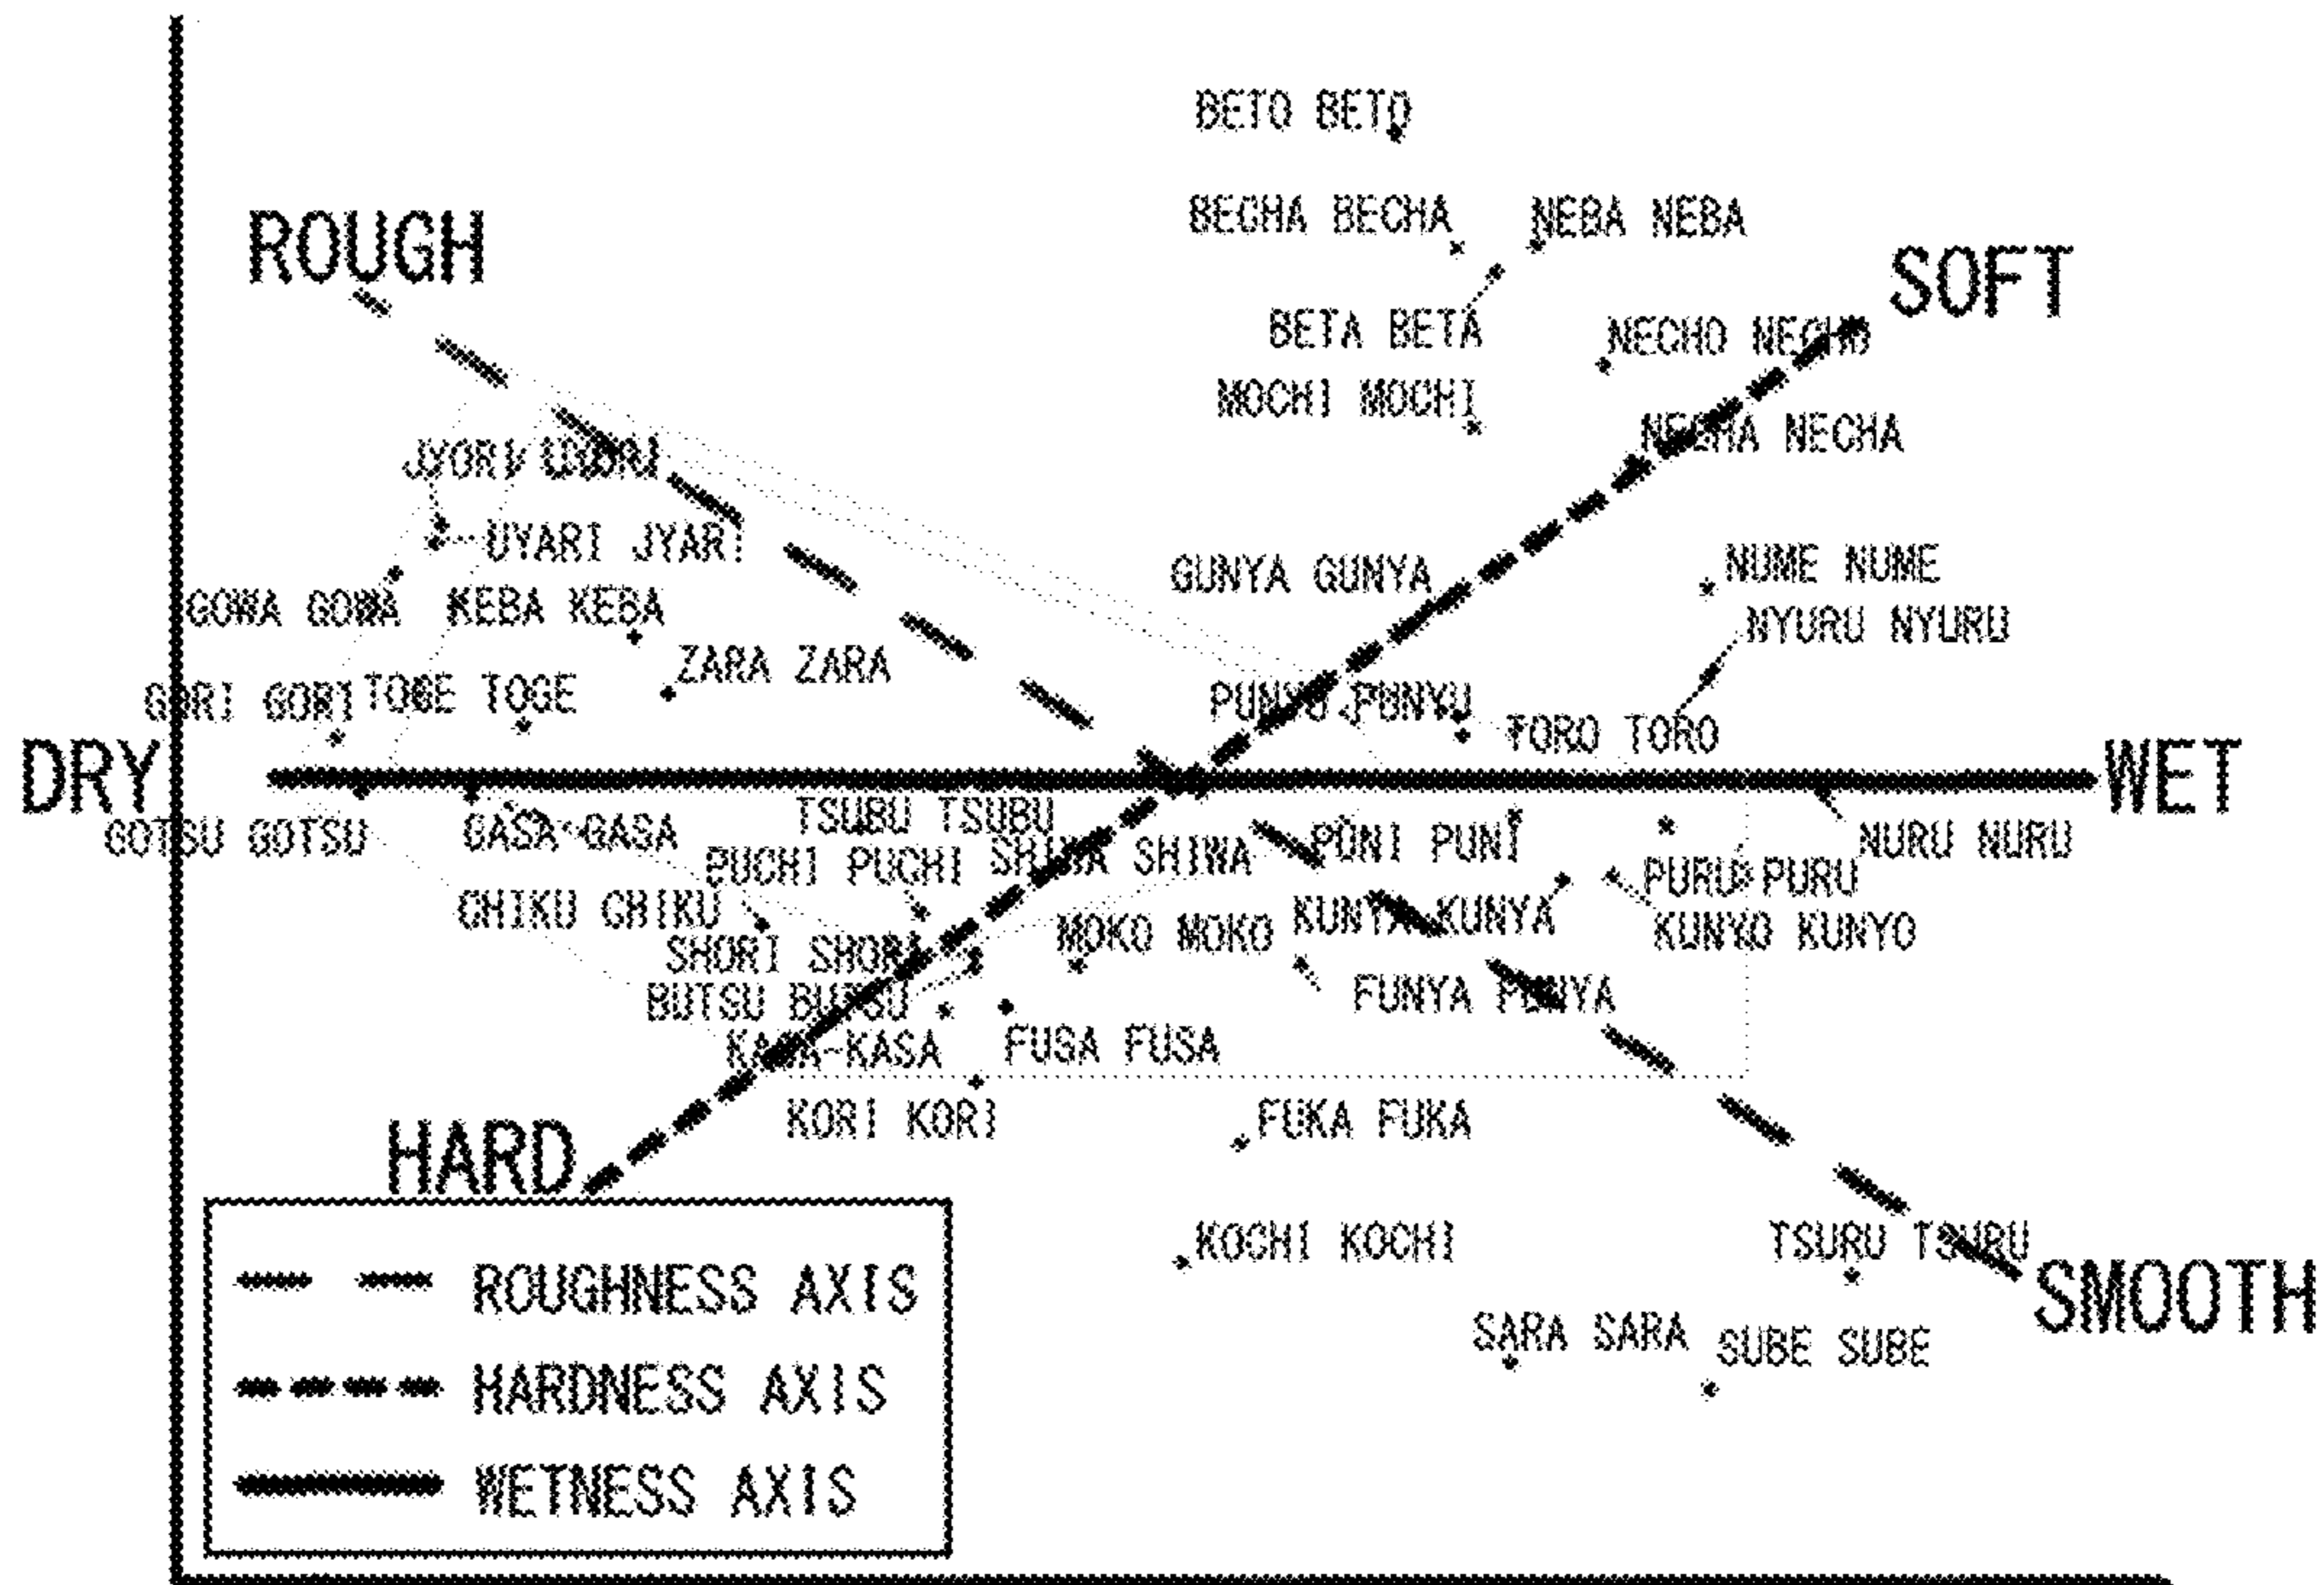 BETO BETO
BECHA BECHA
NEBA NEBA
ROUGH
SOFT
BETA BETA
NECHO NECHO
MOCHI MOCHI
NECHA NECHA
JYORI
UYARI JYARI
GUNYA GUNYA
NUME NUME
GOWA GOWA
KEBA KEBA
NYURU NYURU
ZARA ZARA
GORI GORI
TOGE TOGE
PUNYU PUNYU
TORO TORO
DRY
WET
GOTSU GOTSU
GASA-GASA
TSUBU TSUBU
PUNI PUNI
NURU NURU
PUCHI PUCHI
SHIWA SHIWA
PURU PURU
CHIKU CHIKU
MOKO MOKO
KUNYA KUNYA
KUNYO KUNYO
SHORI SHORI
BUTSU BUTSU
FUNYA FUNYA
KASA-KASA
FUSA FUSA
KORI KORI
FUKA FUKA
HARD
KOCHI KOCHI
TSURU TSURU
SMOOTH
SARA SARA
SUBE SUBE
ROUGHNESS AXIS
HARDNESS AXIS
WETNESS AXIS